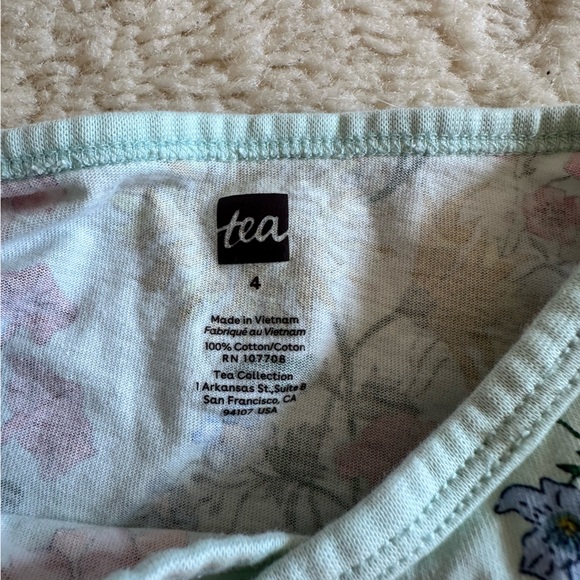 tea
4
Made in Vietnam
Fabriqué au Vietnam
100% Cotton/Coton
RN 107708
Tea Collection
1 Arkansas St.,Suite B
San Francisco, CA
94107 USA